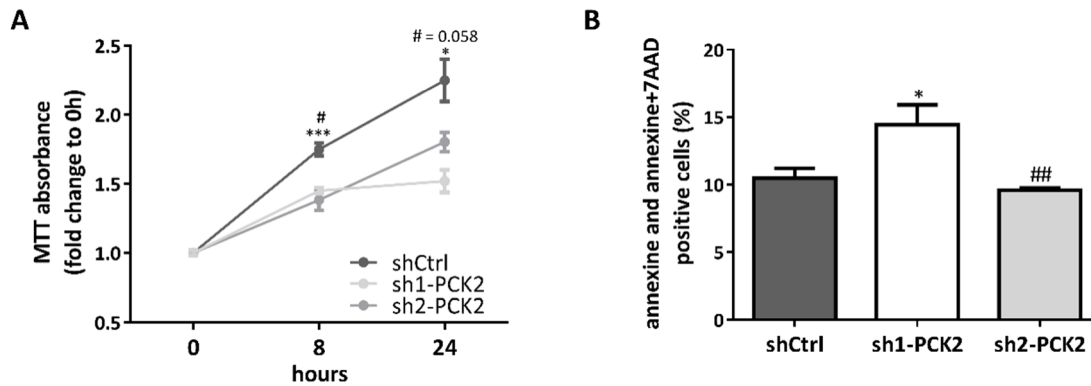 A
MTT absorbance
(fold change to 0h)
2.5
2.0
1.5
1.0
0.5
# = 0.058
*
#
***
shCtrl
sh1-PCK2
sh2-PCK2
0
8
24
hours
B
annexine and annexine+7AAD
positive cells (%)
20
15
10
5
0
*
##
shCtrl
sh1-PCK2
sh2-PCK2